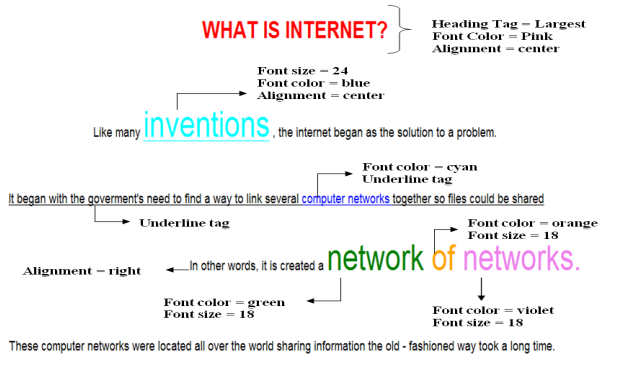 WHAT IS INTERNET?
Heading Tag – Largest
Font Color = Pink
Alignment = center
Font size – 24
Font color = blue
Alignment = center
Like many inventions , the internet began as the solution to a problem.
Font color – cyan
Underline tag
It began with the goverment's need to find a way to link several computer networks together so files could be shared
Underline tag
Font color = orange
Font size = 18
Alignment – right
In other words, it is created a network of networks.
Font color = green
Font size = 18
Font color = violet
Font size = 18
These computer networks were located all over the world sharing information the old - fashioned way took a long time.